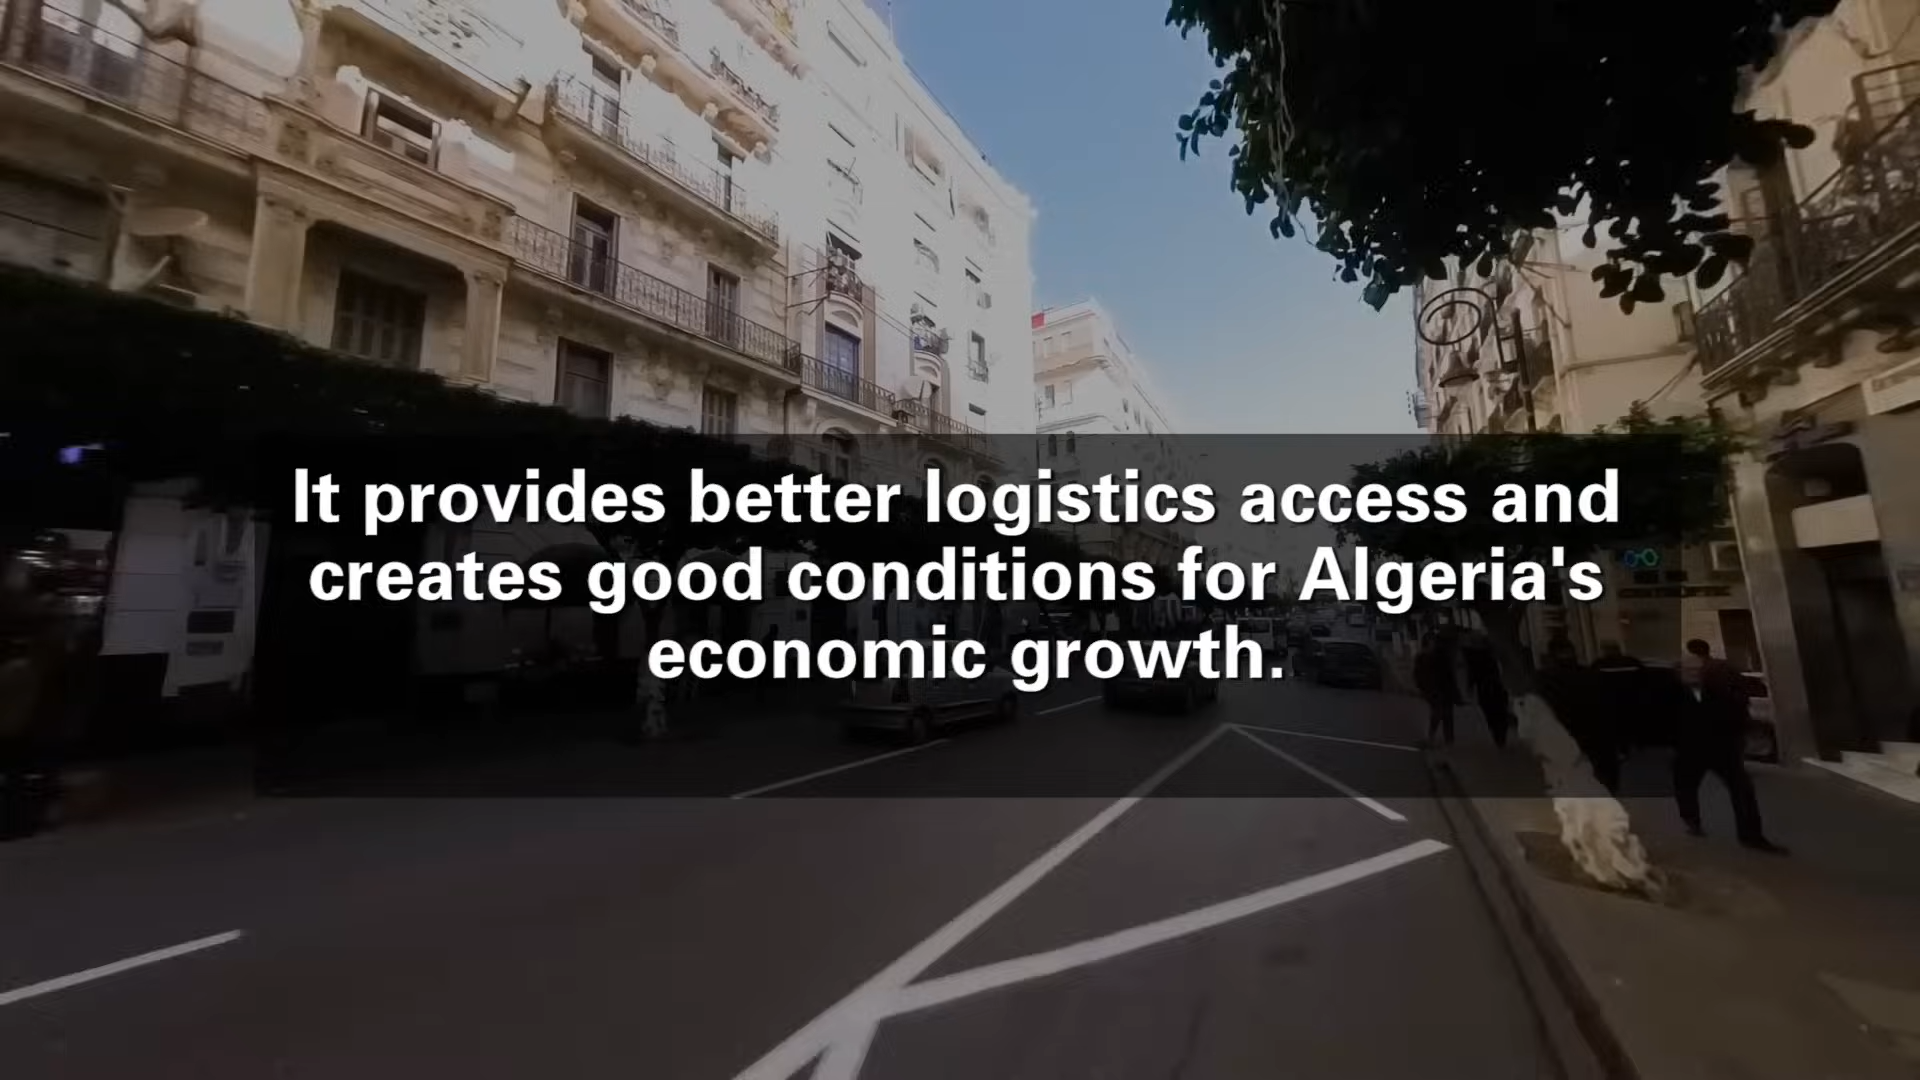 It provides better logistics access and
creates good conditions for Algeria's
economic growth.